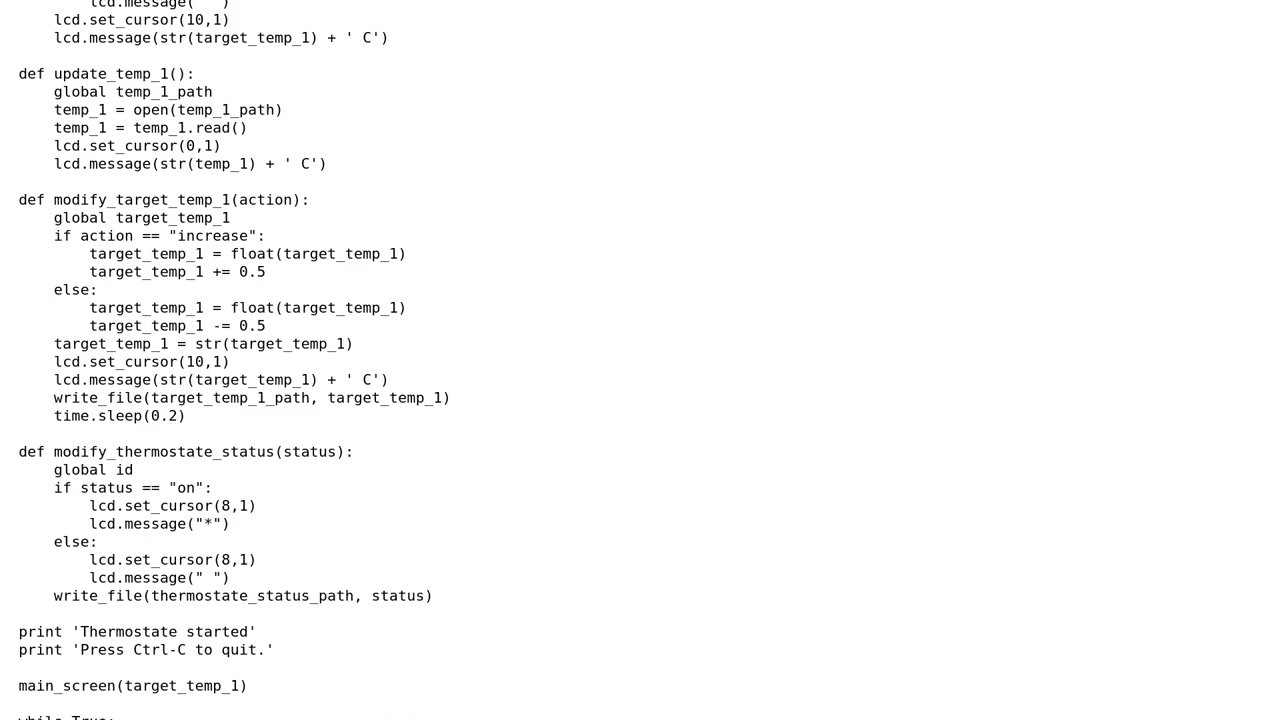 lcd.message(" ")
    lcd.set_cursor(10,1)
    lcd.message(str(target_temp_1) + ' C')

def update_temp_1():
    global temp_1_path
    temp_1 = open(temp_1_path)
    temp_1 = temp_1.read()
    lcd.set_cursor(0,1)
    lcd.message(str(temp_1) + ' C')

def modify_target_temp_1(action):
    global target_temp_1
    if action == "increase":
        target_temp_1 = float(target_temp_1)
        target_temp_1 += 0.5
    else:
        target_temp_1 = float(target_temp_1)
        target_temp_1 -= 0.5
    target_temp_1 = str(target_temp_1)
    lcd.set_cursor(10,1)
    lcd.message(str(target_temp_1) + ' C')
    write_file(target_temp_1_path, target_temp_1)
    time.sleep(0.2)

def modify_thermostate_status(status):
    global id
    if status == "on":
        lcd.set_cursor(8,1)
        lcd.message("*")
    else:
        lcd.set_cursor(8,1)
        lcd.message(" ")
    write_file(thermostate_status_path, status)

print 'Thermostate started'
print 'Press Ctrl-C to quit.'

main_screen(target_temp_1)

while True: